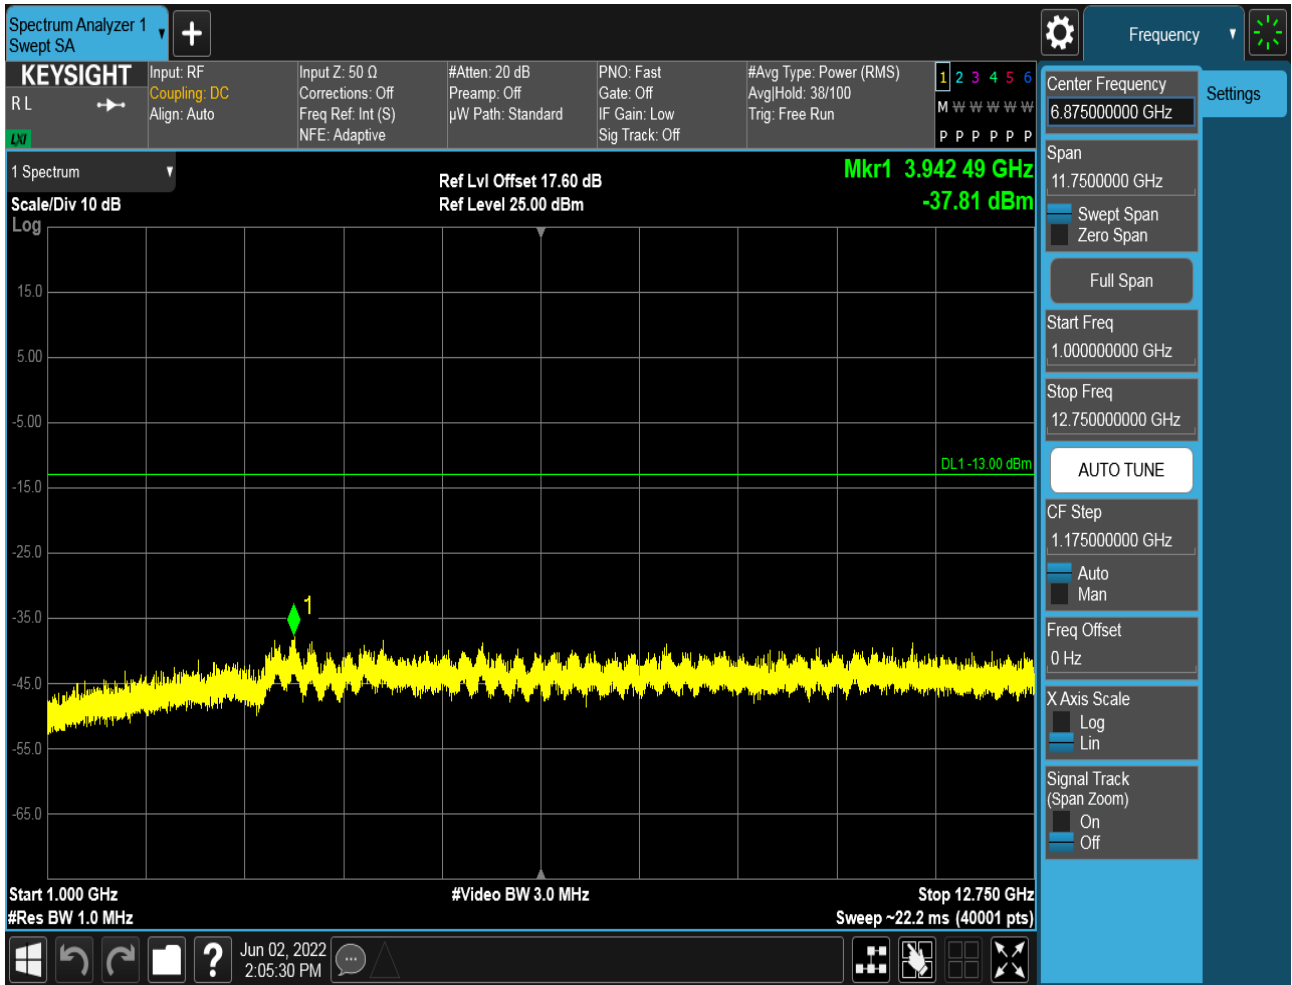 Spectrum Analyzer 1
Swept SA
Frequency
KEYSIGHT
R L
LXI
Input: RF
Coupling: DC
Align: Auto
Input Z: 50 Ω
Corrections: Off
Freq Ref: Int (S)
NFE: Adaptive
#Atten: 20 dB
Preamp: Off
µW Path: Standard
PNO: Fast
Gate: Off
IF Gain: Low
Sig Track: Off
#Avg Type: Power (RMS)
Avg|Hold: 38/100
Trig: Free Run
1 2 3 4 5 6
M W W W W W
P P P P P P
1 Spectrum
Scale/Div 10 dB
Log
Ref Lvl Offset 17.60 dB
Ref Level 25.00 dBm
Mkr1 3.942 49 GHz
-37.81 dBm
15.0
5.00
-5.00
DL1 -13.00 dBm
-15.0
-25.0
1
-35.0
-45.0
-55.0
-65.0
Start 1.000 GHz
#Res BW 1.0 MHz
#Video BW 3.0 MHz
Stop 12.750 GHz
Sweep ~22.2 ms (40001 pts)
Jun 02, 2022
2:05:30 PM
?
Center Frequency
6.875000000 GHz
Settings
Span
11.7500000 GHz
Swept Span
Zero Span
Full Span
Start Freq
1.000000000 GHz
Stop Freq
12.750000000 GHz
AUTO TUNE
CF Step
1.175000000 GHz
Auto
Man
Freq Offset
0 Hz
X Axis Scale
Log
Lin
Signal Track
(Span Zoom)
On
Off